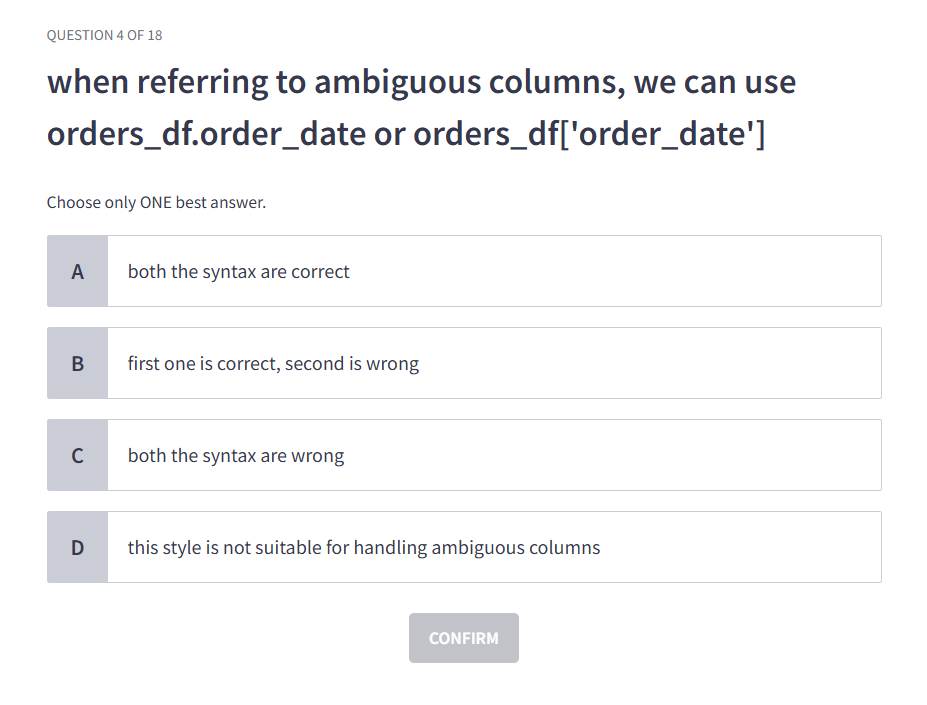 QUESTION 4 OF 18
when referring to ambiguous columns, we can use
orders_df.order_date or orders_df['order_date']
Choose only ONE best answer.
A both the syntax are correct
B first one is correct, second is wrong
C both the syntax are wrong
D this style is not suitable for handling ambiguous columns
CONFIRM